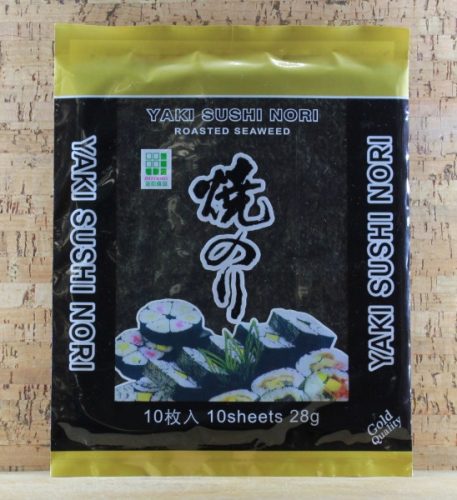 YAKI SUSHI NORI
ROASTED SEAWEED
焼のり
YAKI SUSHI NORI
YAKI SUSHI NORI
10枚入 10sheets 28g
Gold
Quality